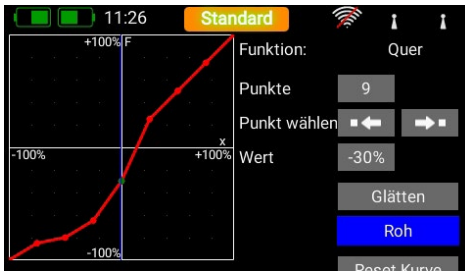 11:26 Standard
+100% F
Funktion: Quer
Punkte 9
Punkt wählen
x
-100% +100%
Wert -30%
Glätten
Roh
-100%
Reset Kurve